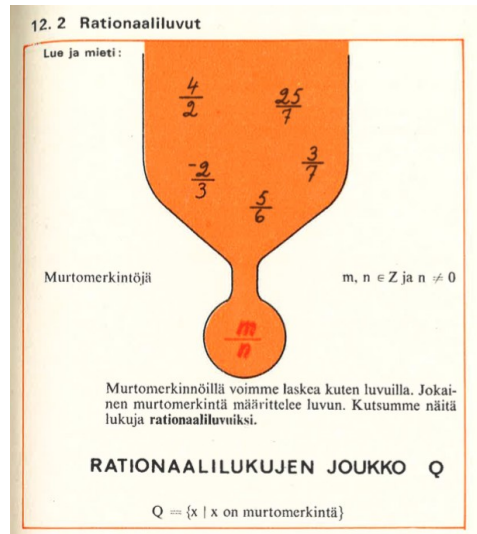 12. 2 Rationaaliluvut
Lue ja mieti:
4/2
25/7
-2/3
3/7
5/6
Murtomerkintöjä
m, n ∈ Z ja n ≠ 0
m/n
Murtomerkinnöillä voimme laskea kuten luvuilla. Jokai-
nen murtomerkintä määrittelee luvun. Kutsumme näitä
lukuja rationaaliluvuiksi.
RATIONAALILUKUJEN JOUKKO Q
Q = {x | x on murtomerkintä}